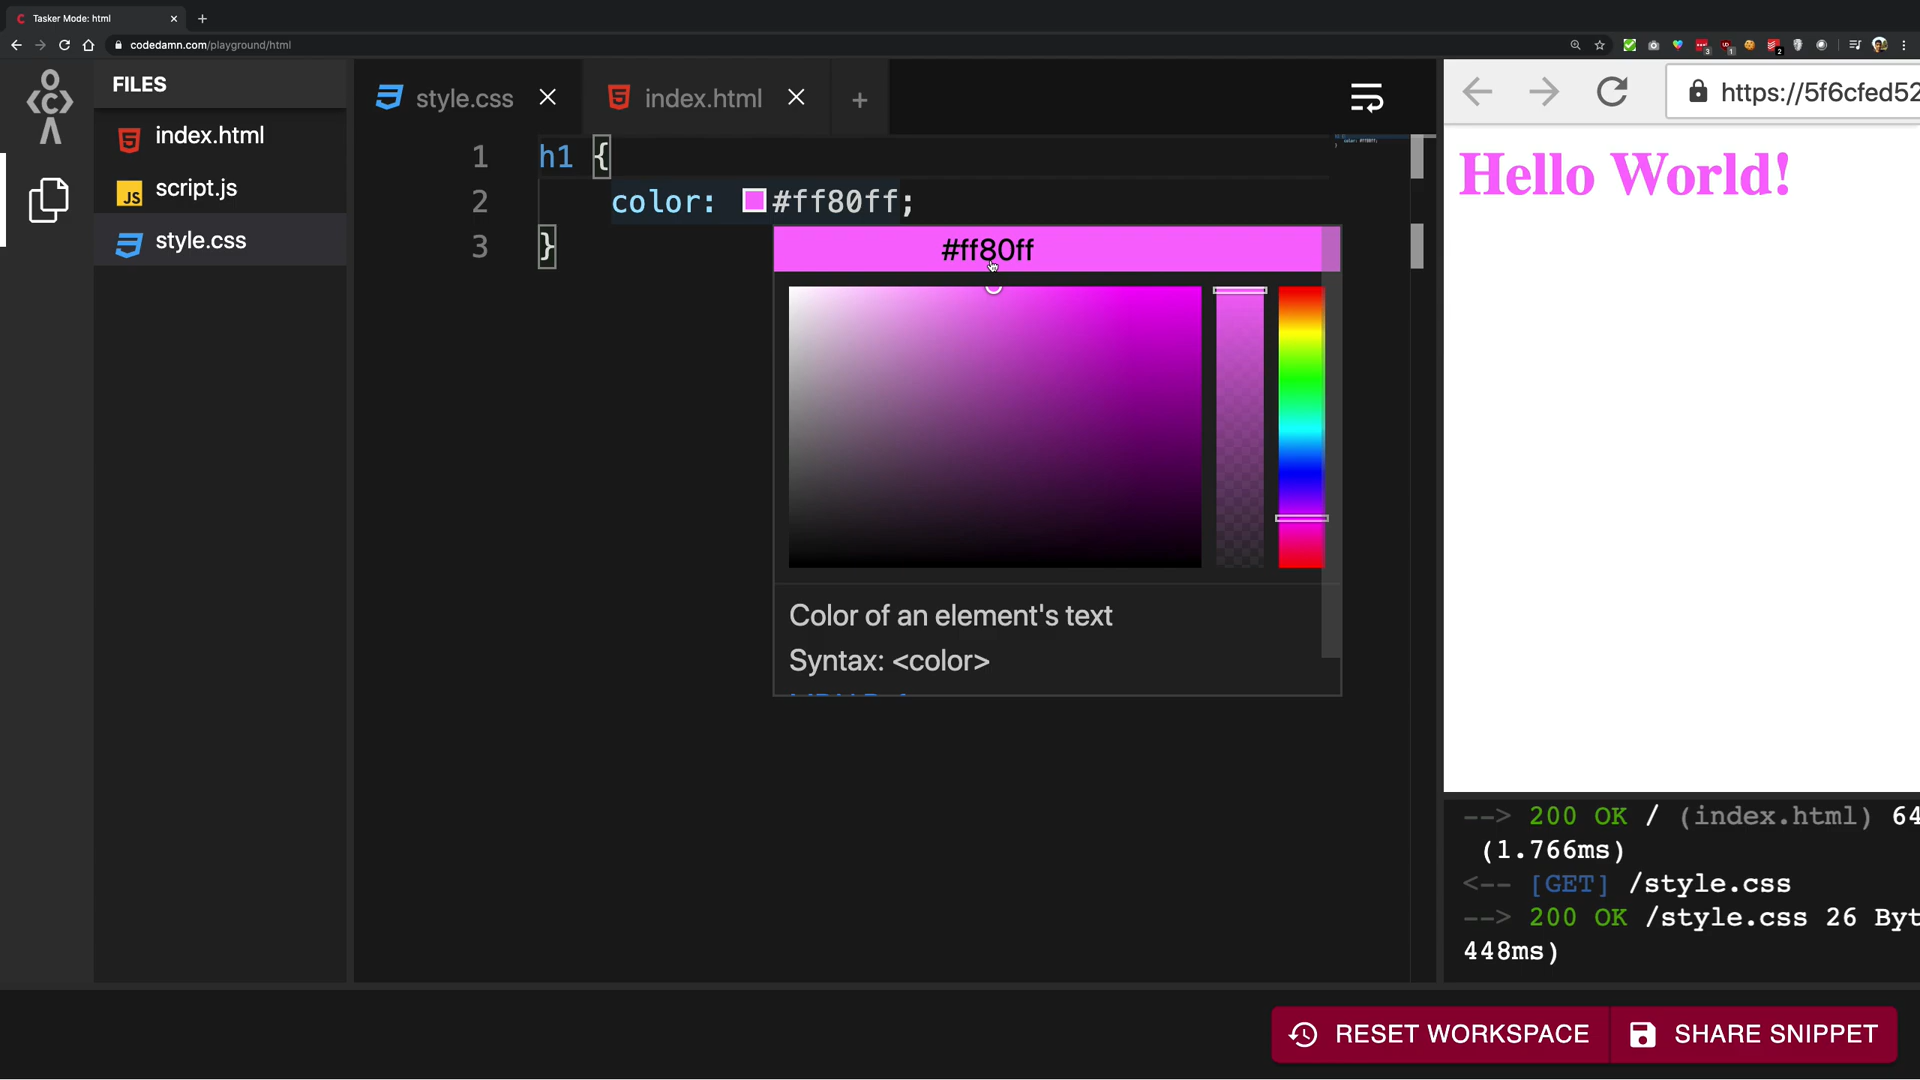 Tasker Mode: html
codedamn.com/playground/html
FILES
index.html
script.js
style.css
style.css
index.html
1 h1 {
2 color: #ff80ff;
3 }
#ff80ff
Color of an element's text
Syntax: <color>
https://5f6cfed52
Hello World!
--> 200 OK / (index.html) 64
(1.766ms)
<-- [GET] /style.css
--> 200 OK /style.css 26 Byt
448ms)
RESET WORKSPACE
SHARE SNIPPET